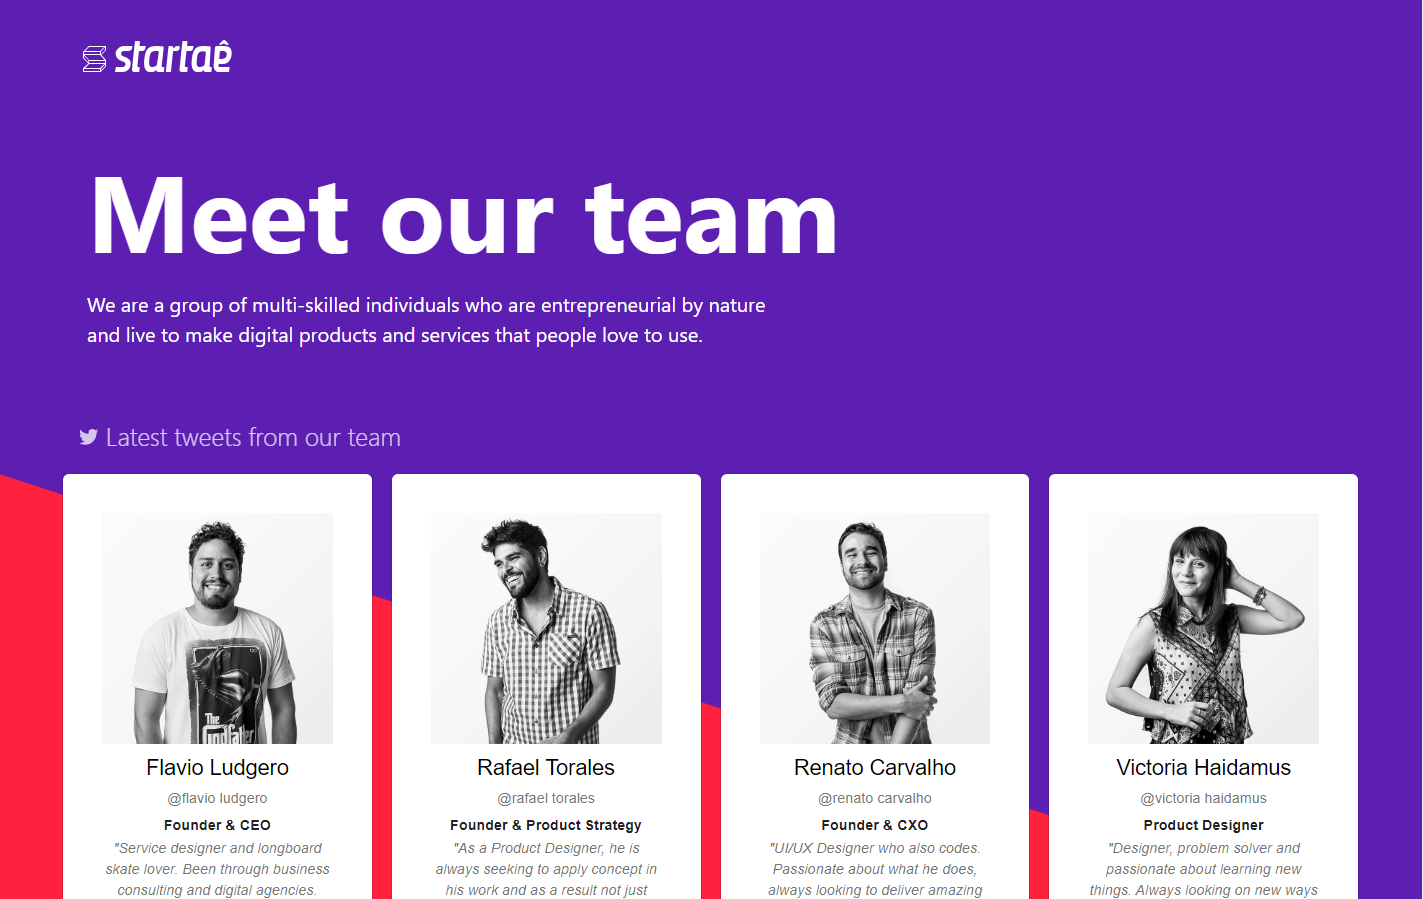 startaê
Meet our team
We are a group of multi-skilled individuals who are entrepreneurial by nature
and live to make digital products and services that people love to use.
Latest tweets from our team
The
Godfather
Flavio Ludgero
@flavio ludgero
Founder & CEO
"Service designer and longboard
skate lover. Been through business
consulting and digital agencies.
Rafael Torales
@rafael torales
Founder & Product Strategy
"As a Product Designer, he is
always seeking to apply concept in
his work and as a result not just
Renato Carvalho
@renato carvalho
Founder & CXO
"UI/UX Designer who also codes.
Passionate about what he does,
always looking to deliver amazing
Victoria Haidamus
@victoria haidamus
Product Designer
"Designer, problem solver and
passionate about learning new
things. Always looking on new ways